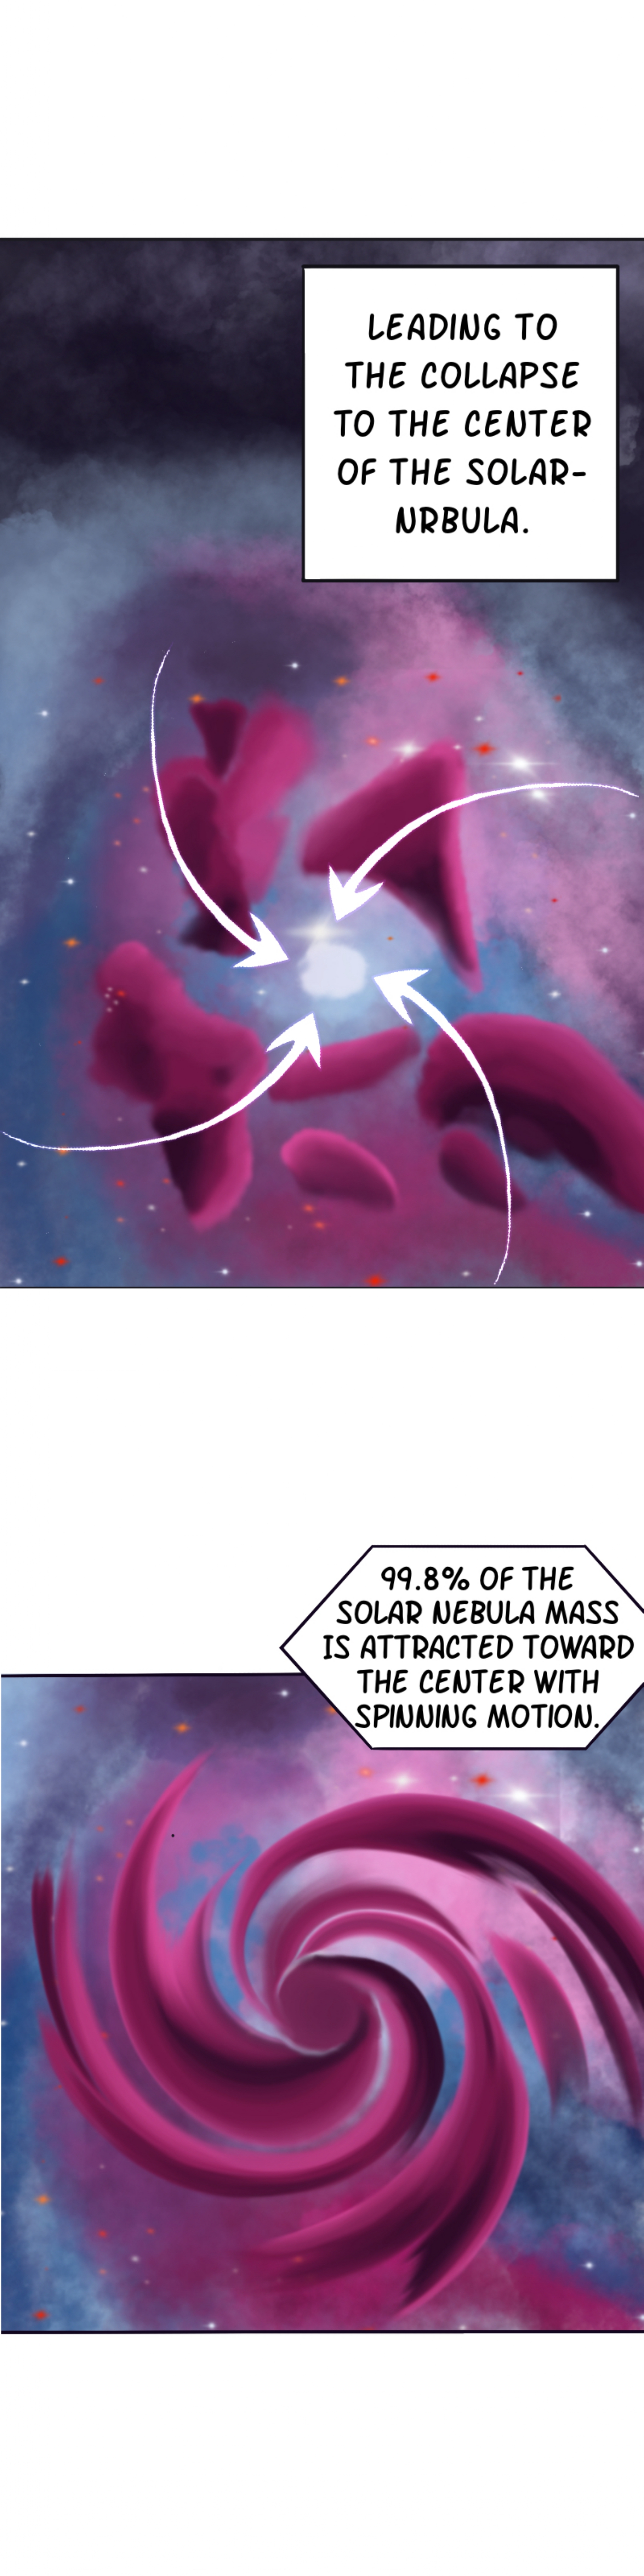 LEADING TO
THE COLLAPSE
TO THE CENTER
OF THE SOLAR-
NRBULA.
99.8% OF THE
SOLAR NEBULA MASS
IS ATTRACTED TOWARD
THE CENTER WITH
SPINNING MOTION.